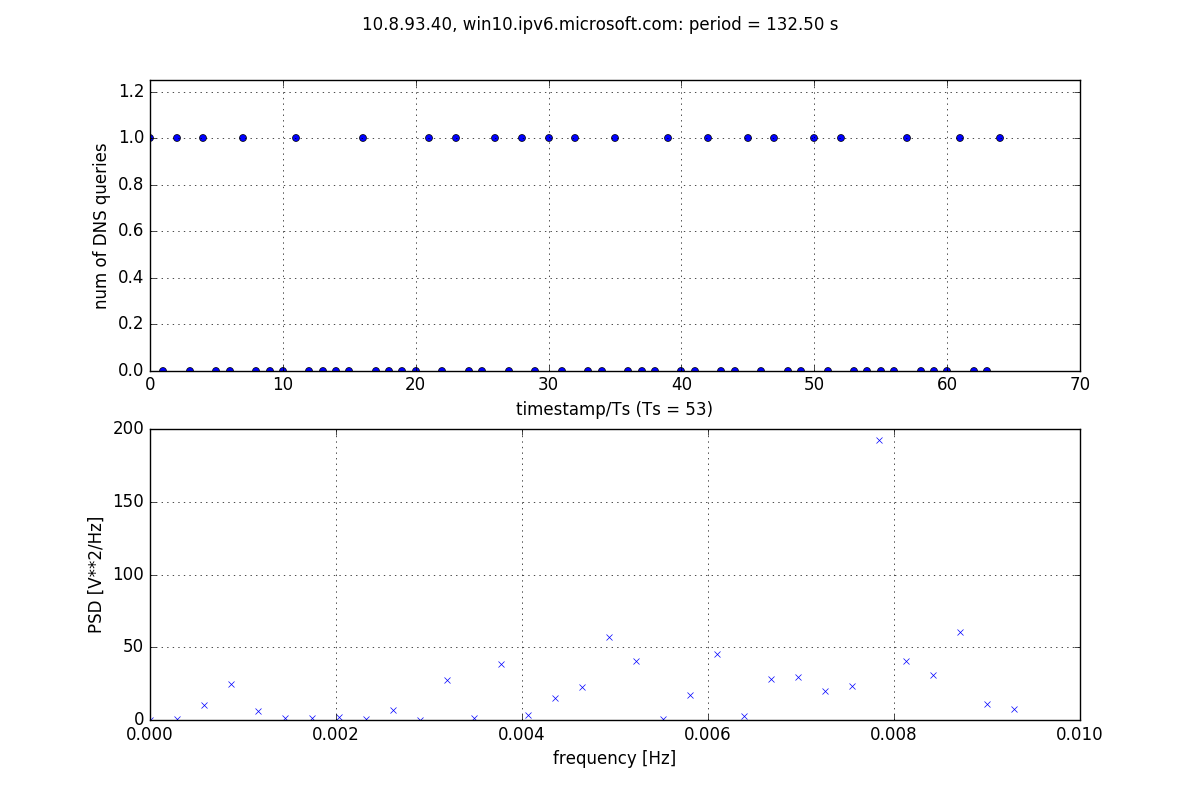 10.8.93.40, win10.ipv6.microsoft.com: period = 132.50 s
num of DNS queries
1.2
1.0
0.8
0.6
0.4
0.2
0.0
0 10 20 30 40 50 60 70
timestamp/Ts (Ts = 53)
PSD [V**2/Hz]
200
150
100
50
0
0.000 0.002 0.004 0.006 0.008 0.010
frequency [Hz]